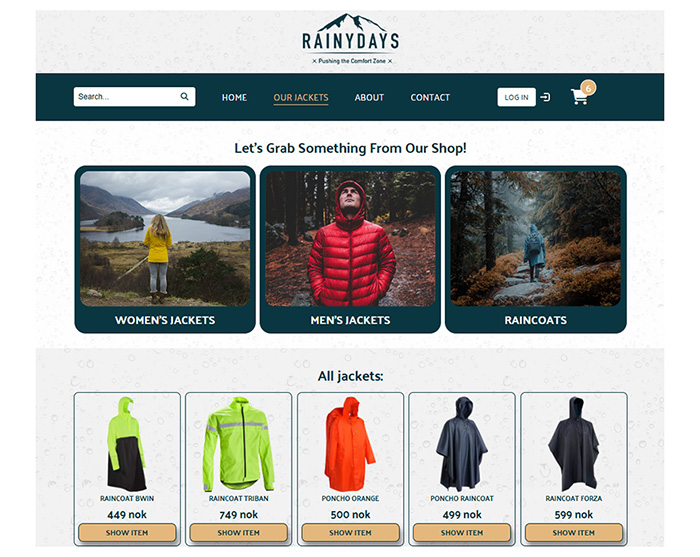 RAINYDAYS
× Pushing the Comfort Zone ×
Search... HOME OUR JACKETS ABOUT CONTACT LOG IN 6
Let's Grab Something From Our Shop!
WOMEN'S JACKETS MEN'S JACKETS RAINCOATS
All jackets:
RAINCOAT BWIN RAINCOAT TRIBAN PONCHO ORANGE PONCHO RAINCOAT RAINCOAT FORZA
449 nok 749 nok 500 nok 499 nok 599 nok
SHOW ITEM SHOW ITEM SHOW ITEM SHOW ITEM SHOW ITEM